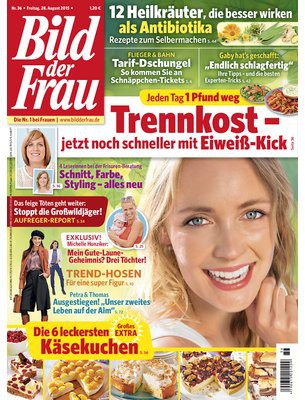 Nr. 36 • Freitag, 28. August 2015 •
1,20 €
Bild
der
Frau
Die Nr. 1 bei Frauen | www.bildderfrau.de
12 Heilkräuter, die besser wirken
als Antibiotika
Rezepte zum Selbermachen
FLIEGER & BAHN
Tarif-Dschungel
So kommen Sie an
Schnäppchen-Tickets
Gaby hat's geschafft:
„Endlich schlaffertig“
Ihre Tipps – und die besten
Experten-Tricks
Jeden Tag 1 Pfund weg
Trennkost –
jetzt noch schneller mit Eiweiß-Kick
4 Leserinnen bei der Frisuren-Beratung
Schnitt, Farbe,
Styling – alles neu
Das feige Töten geht weiter:
Stoppt die Großwildjäger!
AUFREGER-REPORT
EXKLUSIV!
Michelle Hunziker:
Mein Gute-Laune-
Geheimnis? Drei Töchter!
TREND-HOSEN
Für eine super Figur
Petra & Thomas
Ausgestiegen! „Unser zweites
Leben auf der Alm“
Die 6 leckersten
Käsekuchen
Großes
EXTRA